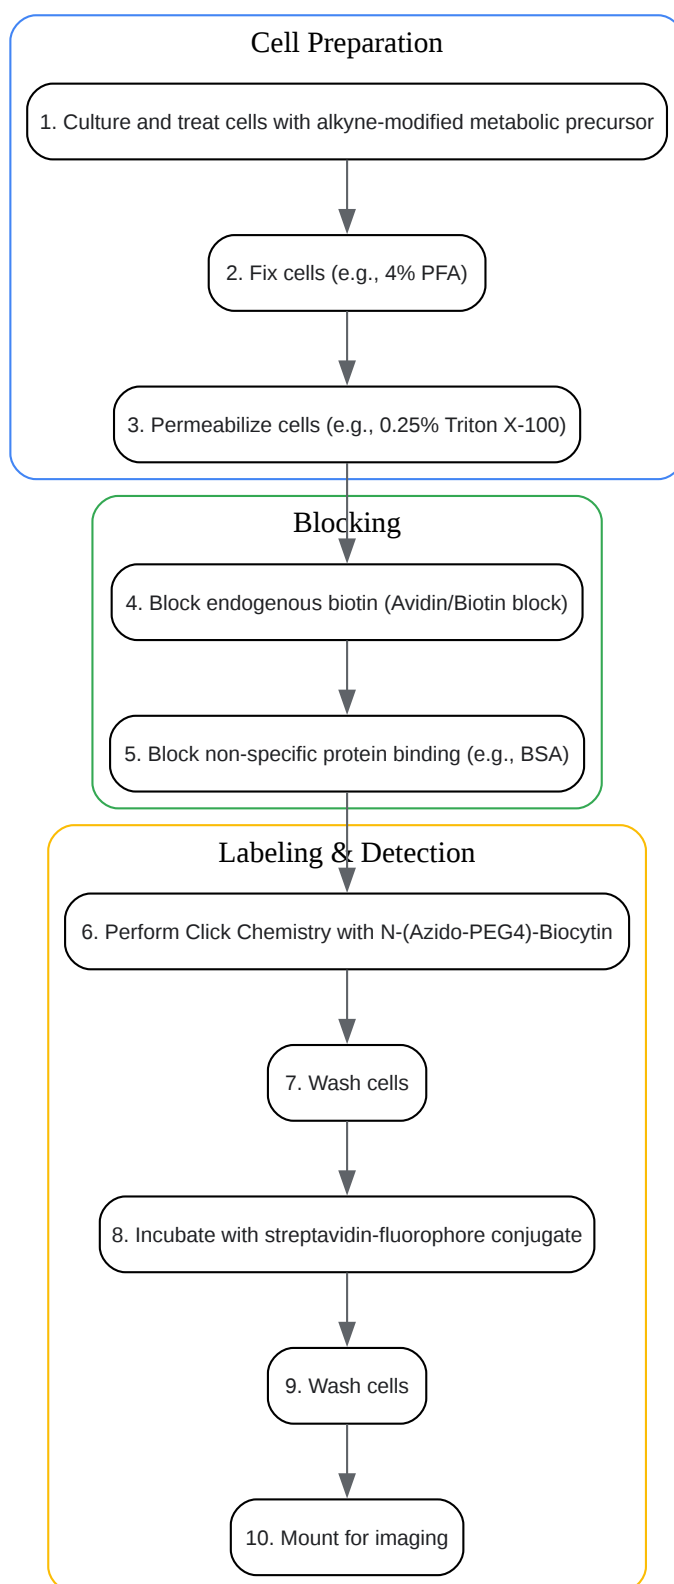 Cell Preparation
1. Culture and treat cells with alkyne-modified metabolic precursor
2. Fix cells (e.g., 4% PFA)
3. Permeabilize cells (e.g., 0.25% Triton X-100)
Blocking
4. Block endogenous biotin (Avidin/Biotin block)
5. Block non-specific protein binding (e.g., BSA)
Labeling & Detection
6. Perform Click Chemistry with N-(Azido-PEG4)-Biocytin
7. Wash cells
8. Incubate with streptavidin-fluorophore conjugate
9. Wash cells
10. Mount for imaging